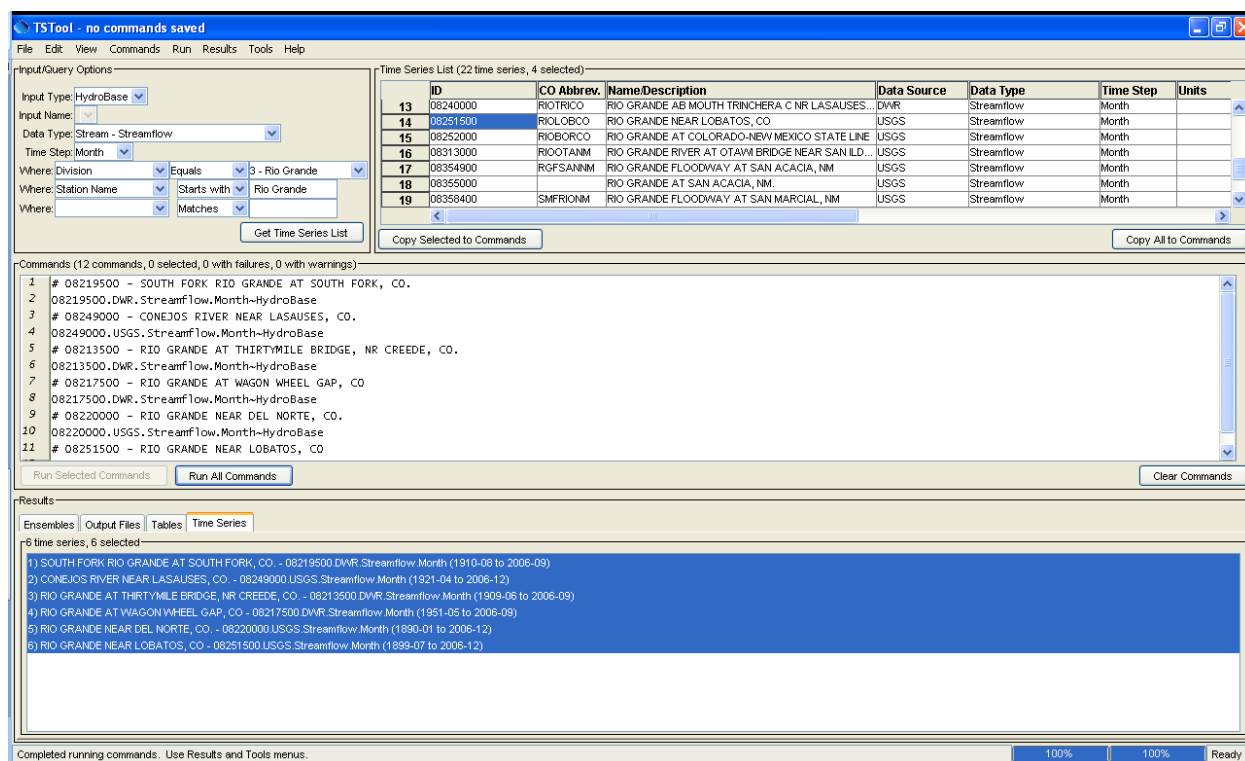 TSTool - no commands saved
File Edit View Commands Run Results Tools Help
Input/Query Options
Input Type: HydroBase
Input Name:
Data Type: Stream - Streamflow
Time Step: Month
Where: Division Equals 3 - Rio Grande
Where: Station Name Starts with Rio Grande
Where: Matches
Get Time Series List
Time Series List (22 time series, 4 selected)
ID CO Abbrev. Name/Description Data Source Data Type Time Step Units
13 08240000 RIOTRICO RIO GRANDE AB MOUTH TRINCHERA C NR LASAUSES... DWR Streamflow Month
14 08251500 RIOLOBCO RIO GRANDE NEAR LOBATOS, CO USGS Streamflow Month
15 08252000 RIOBORCO RIO GRANDE AT COLORADO-NEW MEXICO STATE LINE USGS Streamflow Month
16 08313000 RIOOTANM RIO GRANDE RIVER AT OTAWI BRIDGE NEAR SAN ILD... USGS Streamflow Month
17 08354900 RGFSANNM RIO GRANDE FLOODWAY AT SAN ACACIA, NM USGS Streamflow Month
18 08355000 RIO GRANDE AT SAN ACACIA, NM. USGS Streamflow Month
19 08358400 SMFRIONM RIO GRANDE FLOODWAY AT SAN MARCIAL, NM USGS Streamflow Month
Copy Selected to Commands Copy All to Commands
Commands (12 commands, 0 selected, 0 with failures, 0 with warnings)
1 # 08219500 - SOUTH FORK RIO GRANDE AT SOUTH FORK, CO.
2 08219500.DWR.Streamflow.Month~HydroBase
3 # 08249000 - CONEJOS RIVER NEAR LASAUSES, CO.
4 08249000.USGS.Streamflow.Month~HydroBase
5 # 08213500 - RIO GRANDE AT THIRTYMILE BRIDGE, NR CREEDE, CO.
6 08213500.DWR.Streamflow.Month~HydroBase
7 # 08217500 - RIO GRANDE AT WAGON WHEEL GAP, CO
8 08217500.DWR.Streamflow.Month~HydroBase
9 # 08220000 - RIO GRANDE NEAR DEL NORTE, CO.
10 08220000.USGS.Streamflow.Month~HydroBase
11 # 08251500 - RIO GRANDE NEAR LOBATOS, CO
Run Selected Commands Run All Commands Clear Commands
Results
Ensembles Output Files Tables Time Series
6 time series, 6 selected
1) SOUTH FORK RIO GRANDE AT SOUTH FORK, CO. - 08219500.DWR.Streamflow.Month (1910-08 to 2006-09)
2) CONEJOS RIVER NEAR LASAUSES, CO. - 08249000.USGS.Streamflow.Month (1921-04 to 2006-12)
3) RIO GRANDE AT THIRTYMILE BRIDGE, NR CREEDE, CO. - 08213500.DWR.Streamflow.Month (1909-06 to 2006-09)
4) RIO GRANDE AT WAGON WHEEL GAP, CO - 08217500.DWR.Streamflow.Month (1951-05 to 2006-09)
5) RIO GRANDE NEAR DEL NORTE, CO. - 08220000.USGS.Streamflow.Month (1890-01 to 2006-12)
6) RIO GRANDE NEAR LOBATOS, CO - 08251500.USGS.Streamflow.Month (1899-07 to 2006-12)
Completed running commands. Use Results and Tools menus. 100% 100% Ready